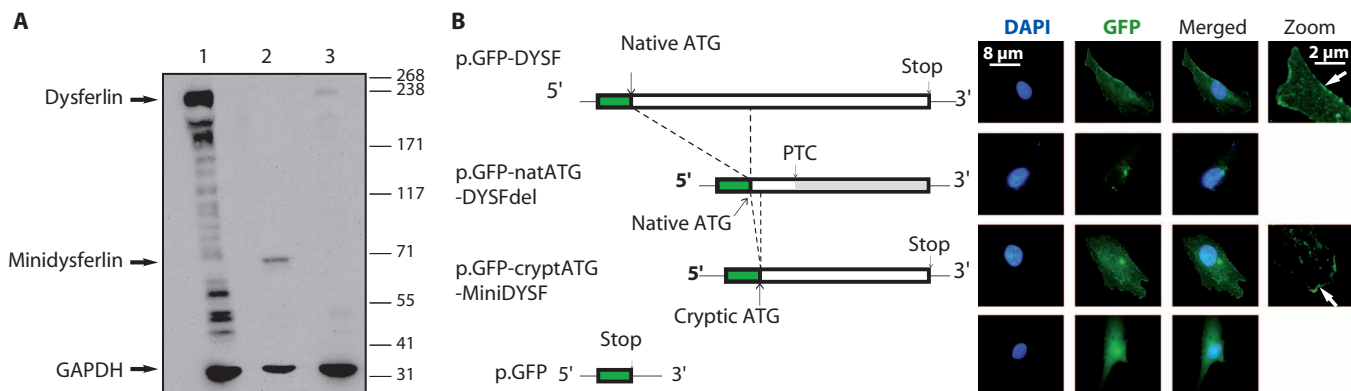 A
1 2 3
Dysferlin
Minidysferlin
GAPDH
268
238
171
117
71
55
41
31
B
p.GFP-DYSF
Native ATG
Stop
5'
3'
p.GFP-natATG
-DYSFdel
5'
PTC
3'
Native ATG
p.GFP-cryptATG
-MiniDYSF
5'
Stop
3'
Cryptic ATG
p.GFP
5'
Stop
3'
DAPI GFP Merged Zoom
8 µm
2 µm